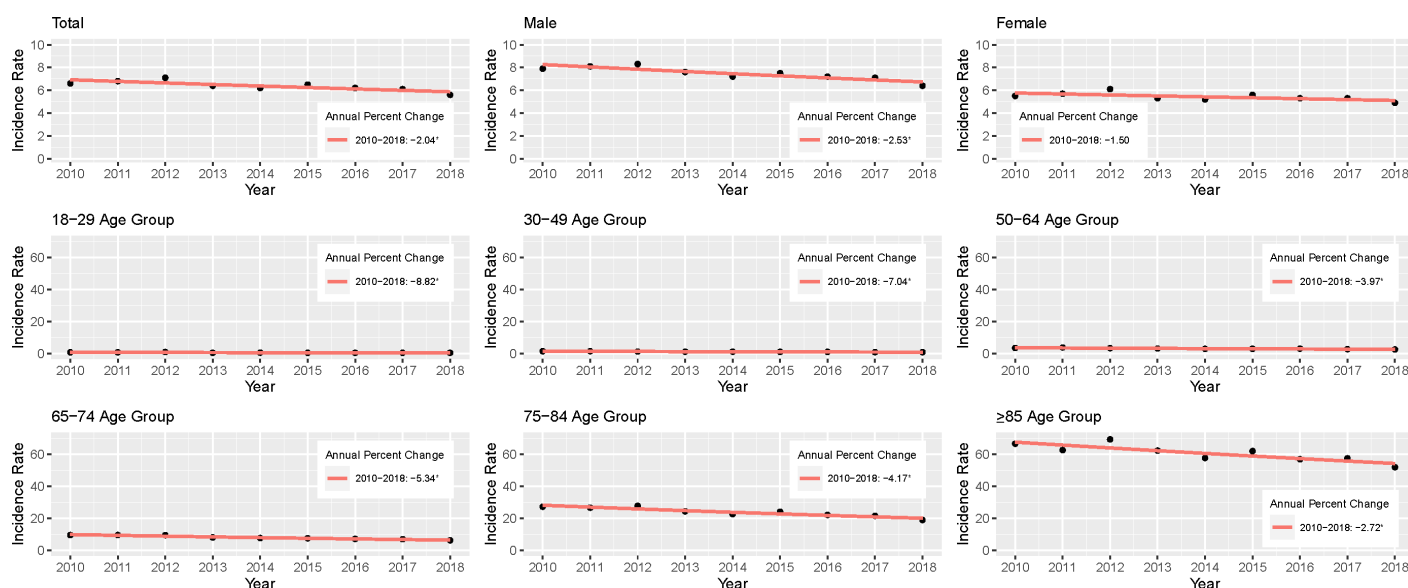 Total
Incidence Rate
10
8
6
4
2
0
Annual Percent Change
2010−2018: −2.04*
2010 2011 2012 2013 2014 2015 2016 2017 2018
Year
Male
Incidence Rate
10
8
6
4
2
0
Annual Percent Change
2010−2018: −2.53*
2010 2011 2012 2013 2014 2015 2016 2017 2018
Year
Female
Incidence Rate
10
8
6
4
2
0
Annual Percent Change
2010−2018: −1.50
2010 2011 2012 2013 2014 2015 2016 2017 2018
Year
18−29 Age Group
Incidence Rate
60
40
20
0
Annual Percent Change
2010−2018: −8.82*
2010 2011 2012 2013 2014 2015 2016 2017 2018
Year
30−49 Age Group
Incidence Rate
60
40
20
0
Annual Percent Change
2010−2018: −7.04*
2010 2011 2012 2013 2014 2015 2016 2017 2018
Year
50−64 Age Group
Incidence Rate
60
40
20
0
Annual Percent Change
2010−2018: −3.97*
2010 2011 2012 2013 2014 2015 2016 2017 2018
Year
65−74 Age Group
Incidence Rate
60
40
20
0
Annual Percent Change
2010−2018: −5.34*
2010 2011 2012 2013 2014 2015 2016 2017 2018
Year
75−84 Age Group
Incidence Rate
60
40
20
0
Annual Percent Change
2010−2018: −4.17*
2010 2011 2012 2013 2014 2015 2016 2017 2018
Year
≥85 Age Group
Incidence Rate
60
40
20
0
Annual Percent Change
2010−2018: −2.72*
2010 2011 2012 2013 2014 2015 2016 2017 2018
Year